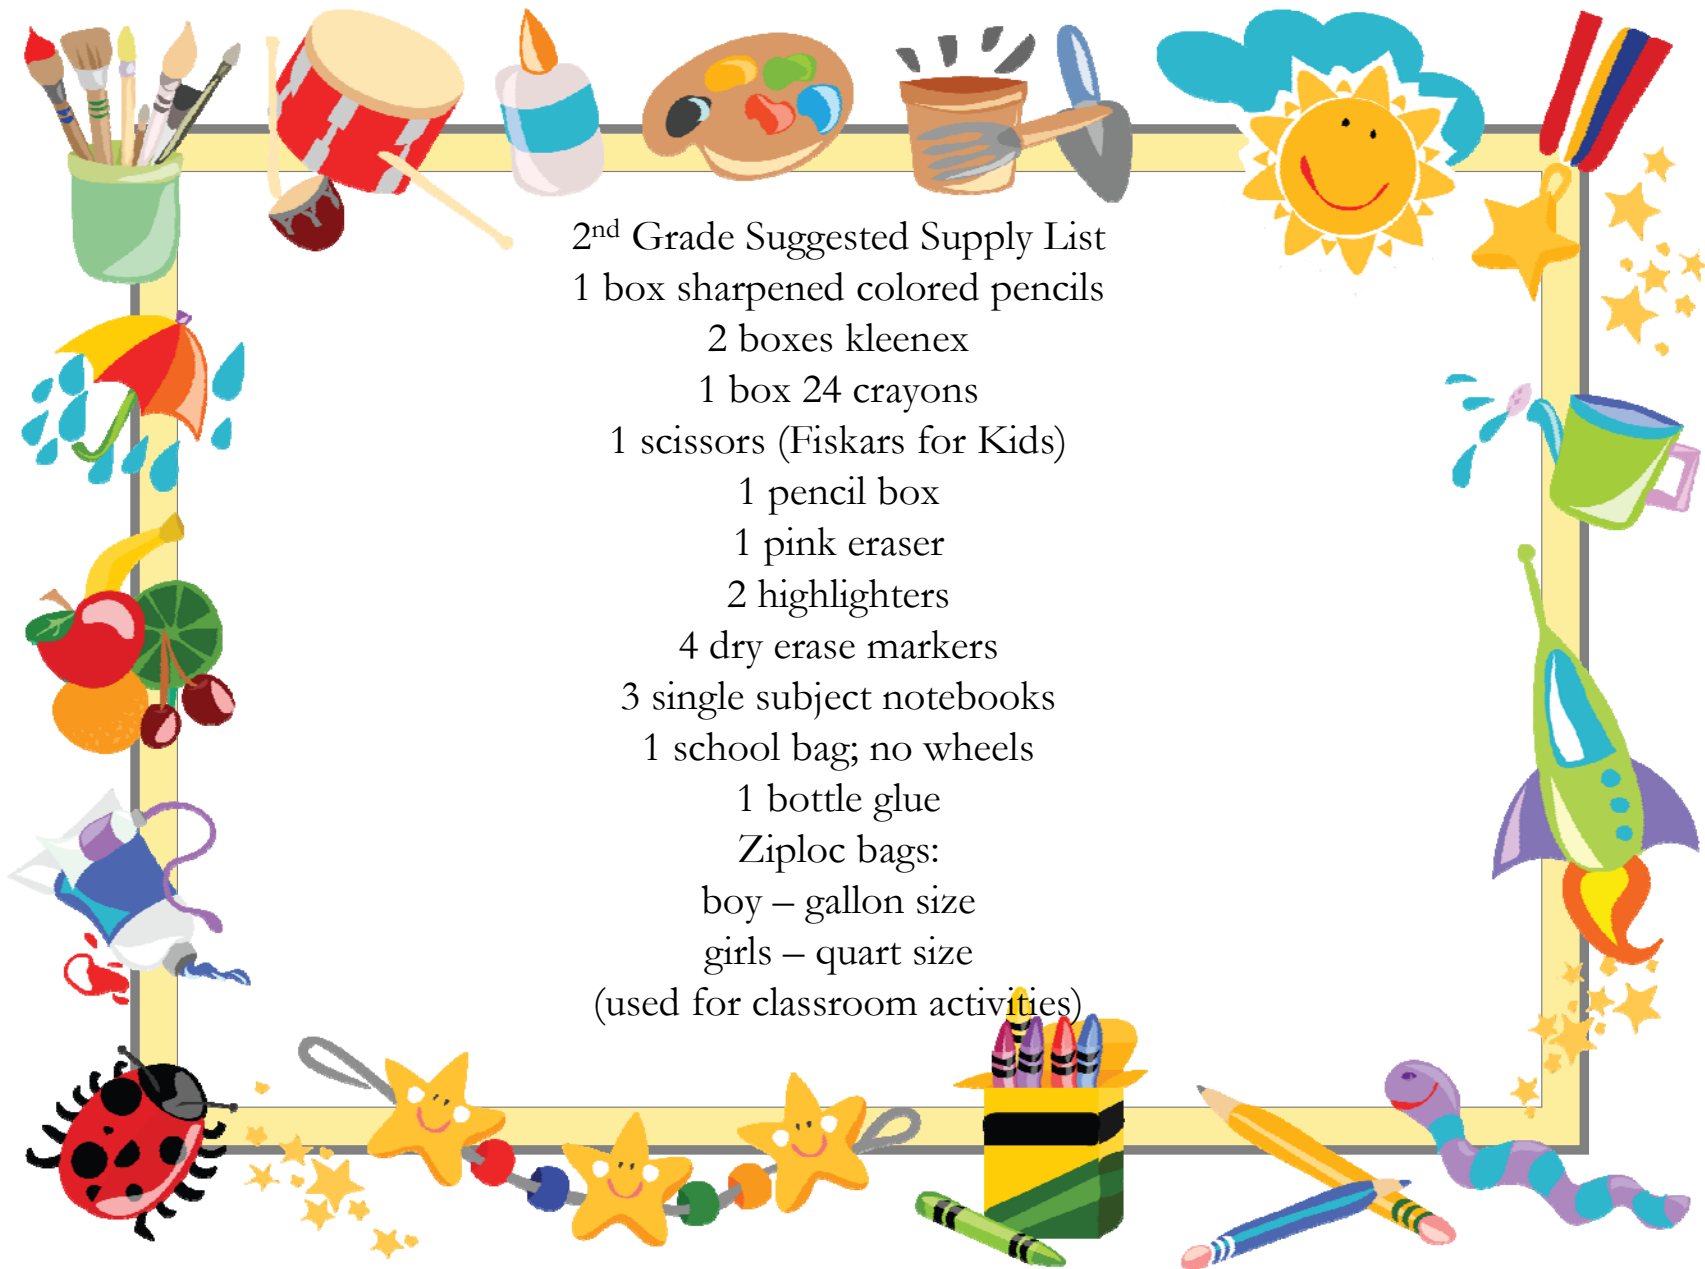 2nd Grade Suggested Supply List
1 box sharpened colored pencils
2 boxes kleenex
1 box 24 crayons
1 scissors (Fiskars for Kids)
1 pencil box
1 pink eraser
2 highlighters
4 dry erase markers
3 single subject notebooks
1 school bag; no wheels
1 bottle glue
Ziploc bags:
boy – gallon size
girls – quart size
(used for classroom activities)